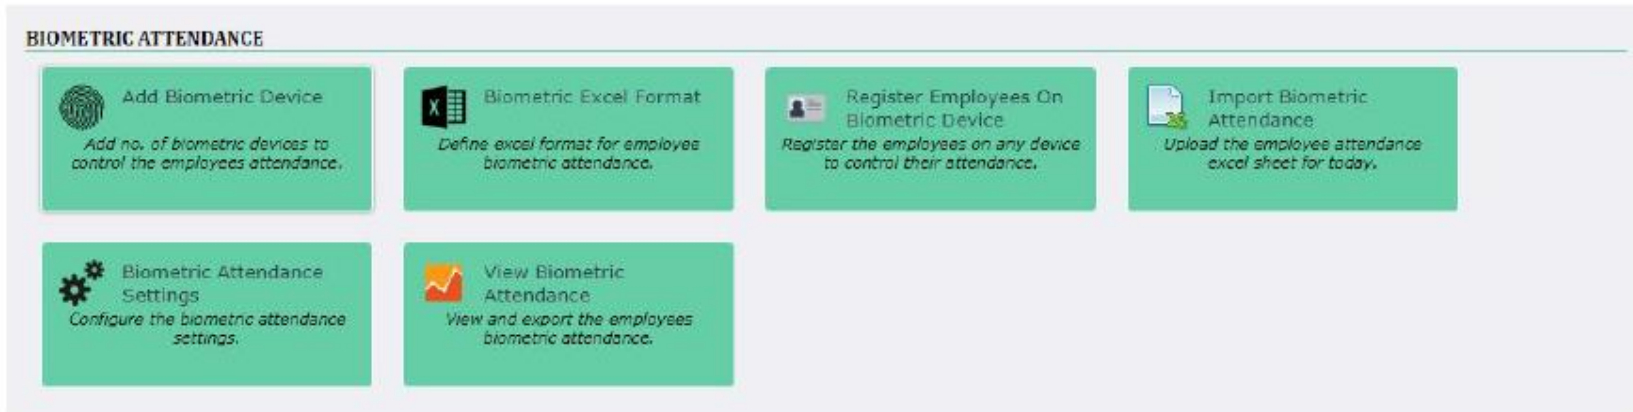 BIOMETRIC ATTENDANCE
Add Biometric Device
Add no. of biometric devices to
control the employees attendance.
Biometric Excel Format
Define excel format for employee
biometric attendance.
Register Employees On
Biometric Device
Register the employees on any device
to control their attendance.
Import Biometric
Attendance
Upload the employee attendance
excel sheet for today.
Biometric Attendance
Settings
Configure the biometric attendance
settings.
View Biometric
Attendance
View and export the employees
biometric attendance.